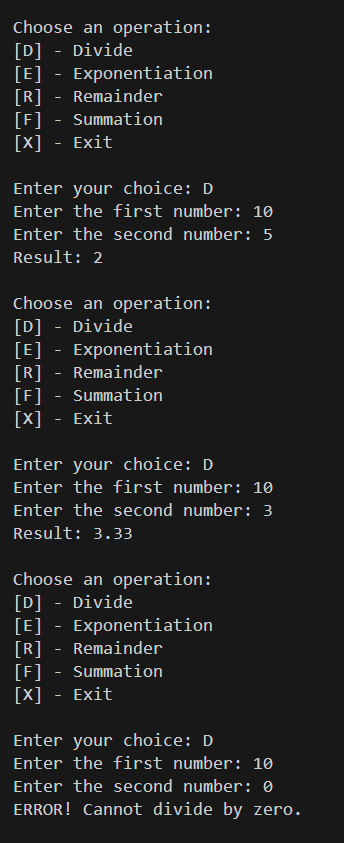 Choose an operation:
[D] - Divide
[E] - Exponentiation
[R] - Remainder
[F] - Summation
[X] - Exit
Enter your choice: D
Enter the first number: 10
Enter the second number: 5
Result: 2
Choose an operation:
[D] - Divide
[E] - Exponentiation
[R] - Remainder
[F] - Summation
[X] - Exit
Enter your choice: D
Enter the first number: 10
Enter the second number: 3
Result: 3.33
Choose an operation:
[D] - Divide
[E] - Exponentiation
[R] - Remainder
[F] - Summation
[X] - Exit
Enter your choice: D
Enter the first number: 10
Enter the second number: 0
ERROR! Cannot divide by zero.